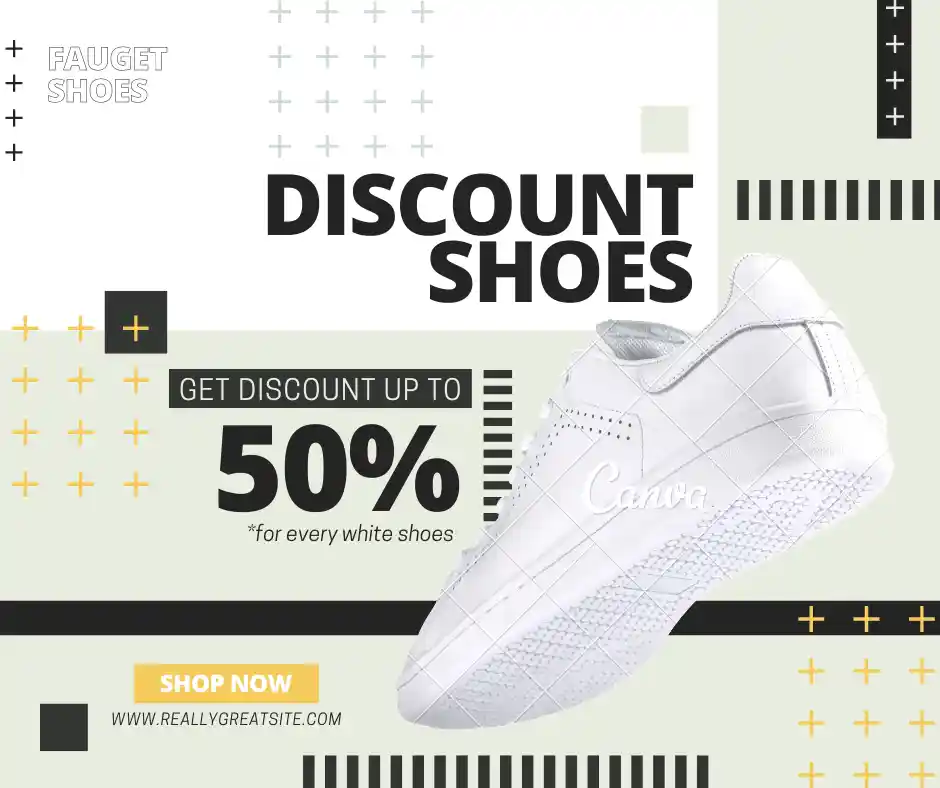 FAUGET
SHOES
DISCOUNT
SHOES
GET DISCOUNT UP TO
50%
*for every white shoes
Canva
SHOP NOW
WWW.REALLYGREATSITE.COM